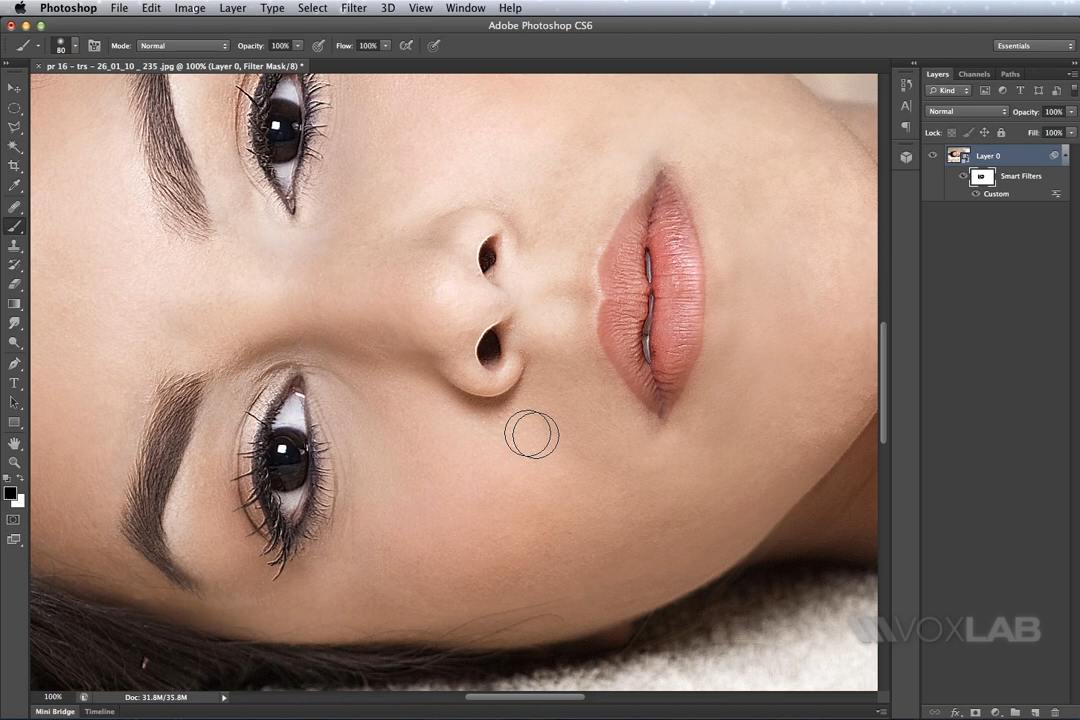 Photoshop File Edit Image Layer Type Select Filter 3D View Window Help
Adobe Photoshop CS6
80 Mode: Normal Opacity: 100% Flow: 100% Essentials
× pr 16 - trs - 26_01_10 _ 235 .jpg @ 100% (Layer 0, Filter Mask/8) *
Layers Channels Paths
Kind
Normal Opacity: 100%
Lock: Fill: 100%
Layer 0
Smart Filters
Custom
VOXLAB
100% Doc: 31.8M/35.8M
Mini Bridge Timeline